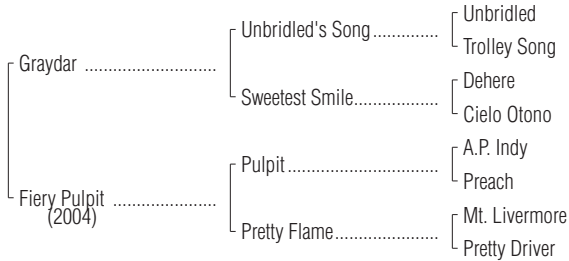 Unbridled
Unbridled's Song..............
Trolley Song
Graydar ............................
Dehere
Sweetest Smile..................
Cielo Otono
A.P. Indy
Pulpit................................
Preach
Fiery Pulpit ......................
(2004)
Mt. Livermore
Pretty Flame......................
Pretty Driver